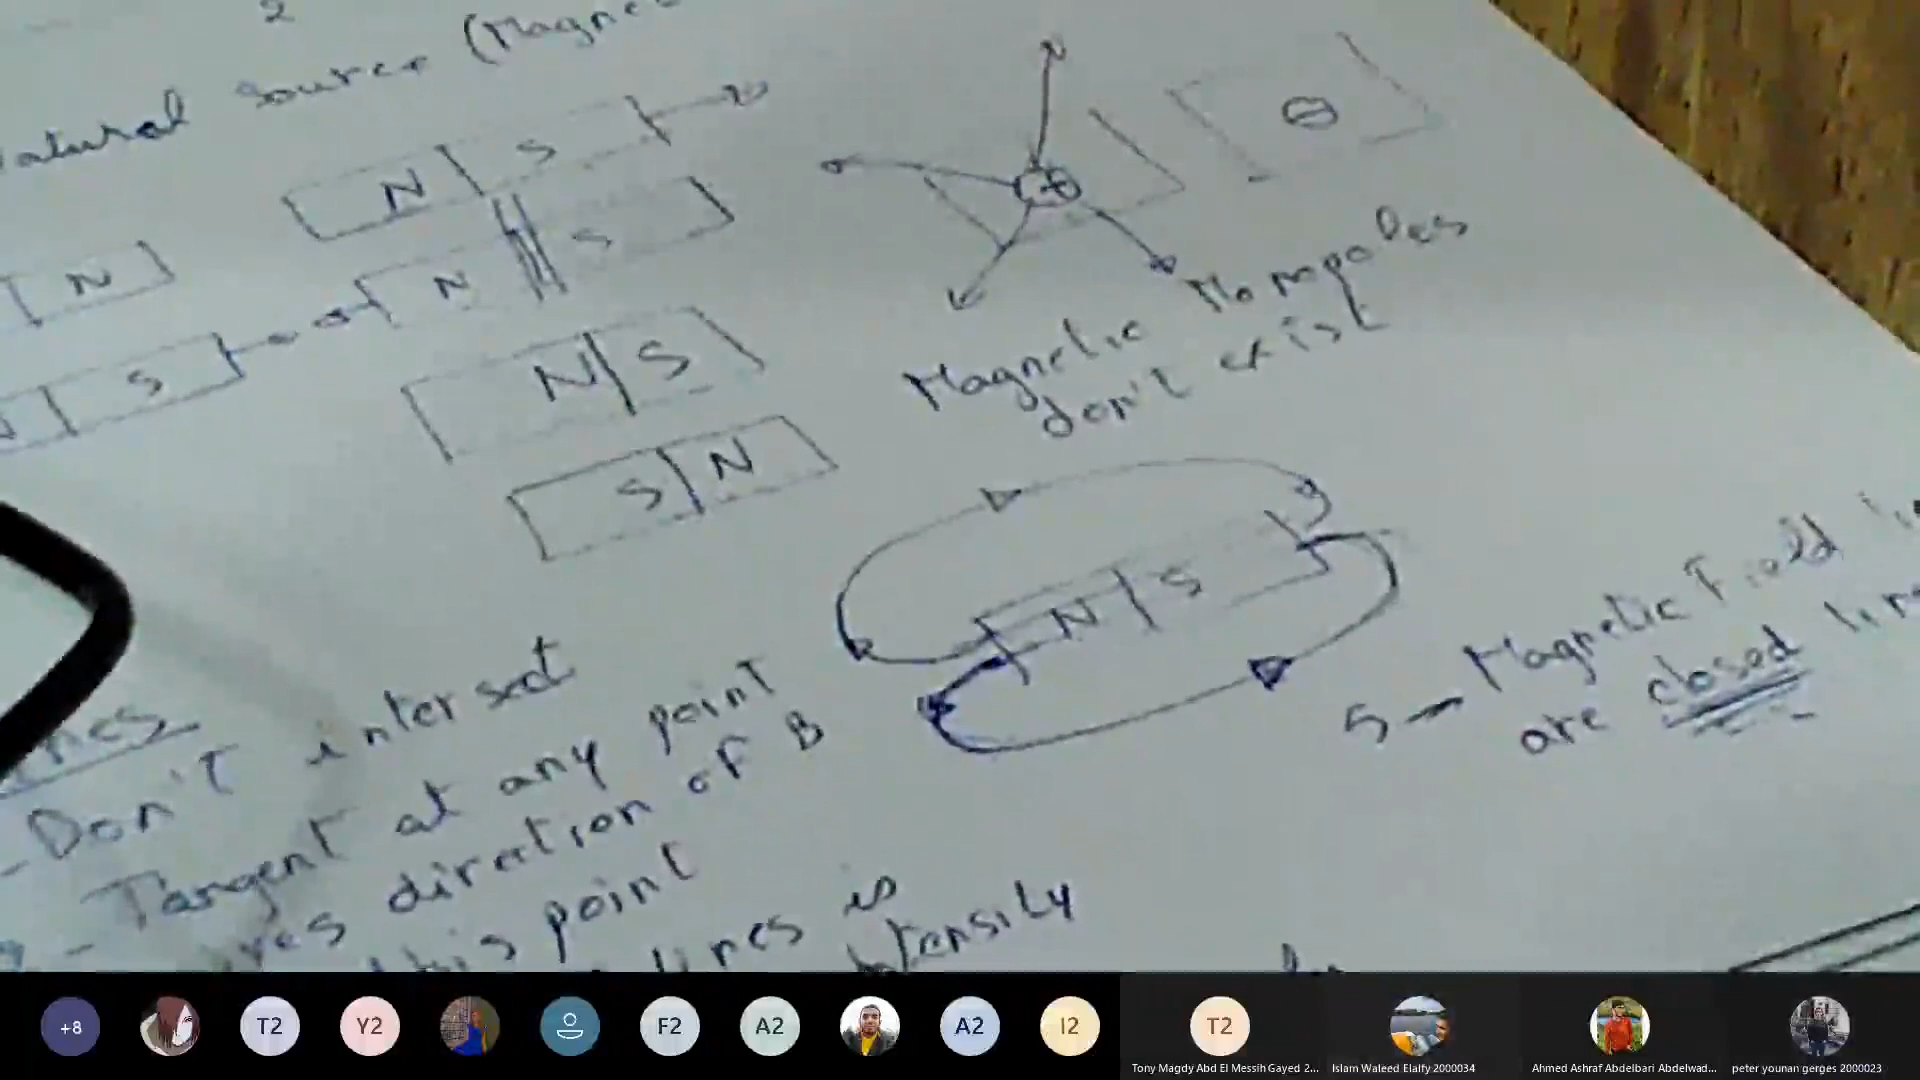 2
Natural source (Magne
N S
N
N S
S
N S
S N
+
-
Magnetic Monopoles
don't exist
N S
Don't intersect
Tangent at any point
direction of B
this point
lines is
intensity
5- Magnetic Field
are closed
+8
T2
Y2
F2
A2
A2
I2
T2
Tony Magdy Abd El Messih Gayed 2...
Islam Waleed Elalfy 2000034
Ahmed Ashraf Abdelbari Abdelwad...
peter younan gerges 2000023